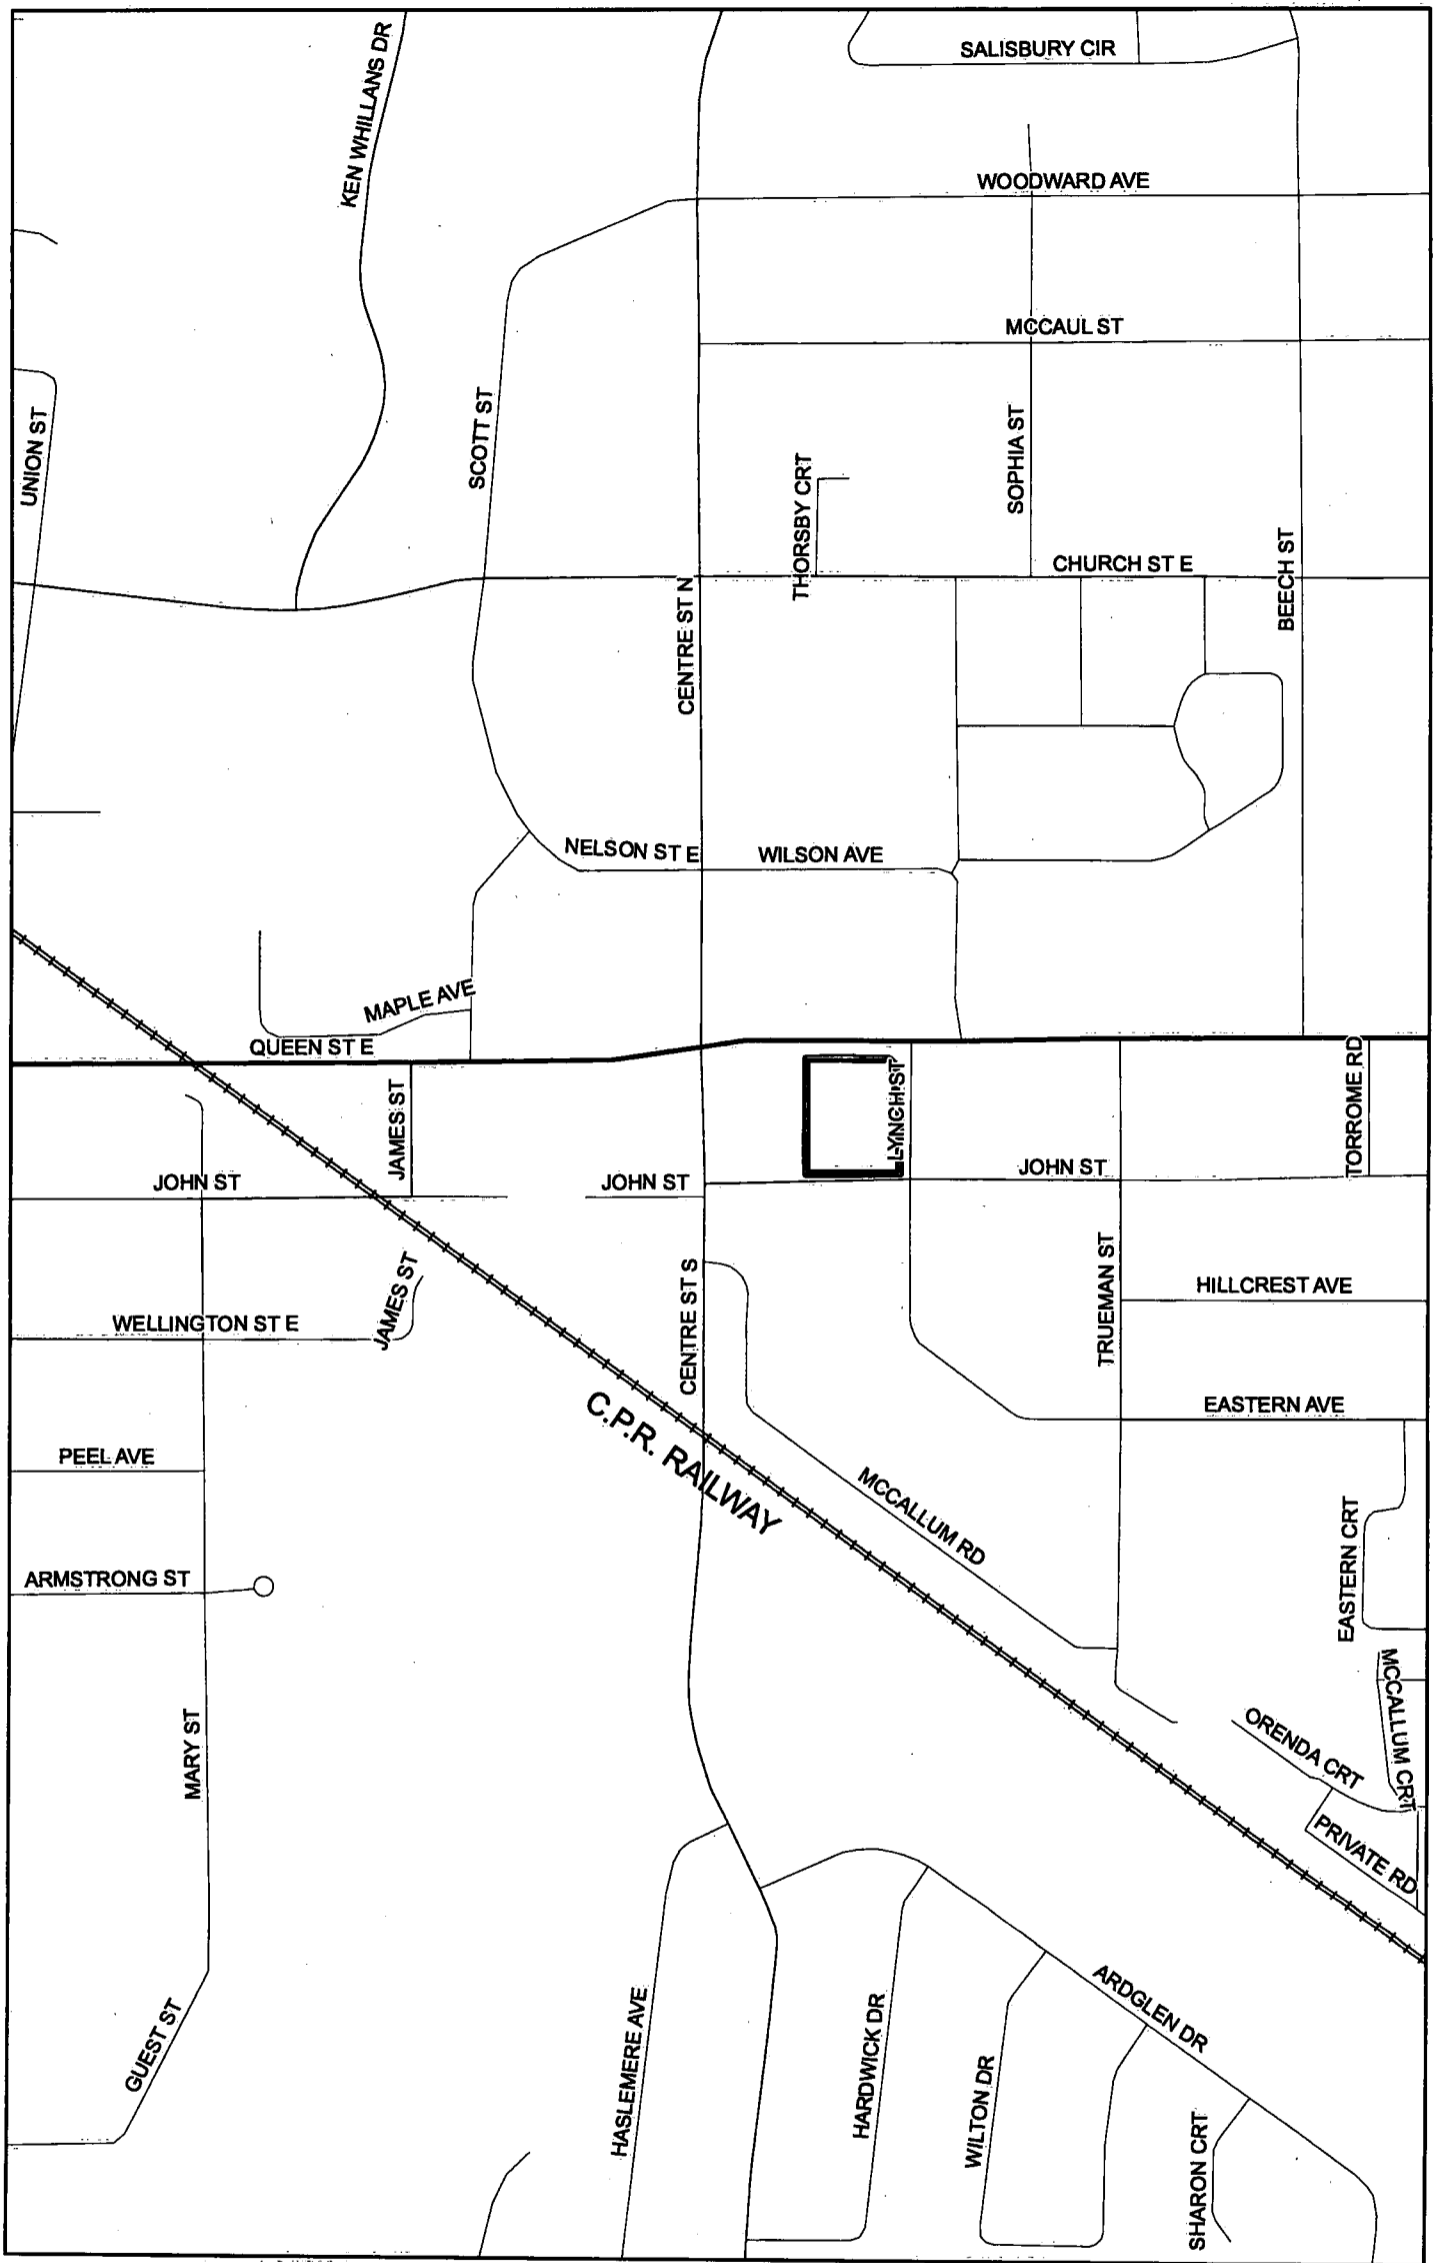 KEN WHILLANS DR
SALISBURY CIR
WOODWARD AVE
MCCAUL ST
UNION ST
SCOTT ST
THORSBY CRT
SOPHIA ST
CHURCH ST E
BEECH ST
CENTRE ST N
NELSON ST E
WILSON AVE
MAPLE AVE
QUEEN ST E
JAMES ST
LYNCH ST
TORROME RD
JOHN ST
JOHN ST
JOHN ST
JAMES ST
WELLINGTON ST E
CENTRE ST S
TRUEMAN ST
HILLCREST AVE
EASTERN AVE
C.P.R. RAILWAY
PEEL AVE
MCCALLUM RD
EASTERN CRT
ARMSTRONG ST
MARY ST
MCCALLUM CRT
ORENDA CRT
PRIVATE RD
GUEST ST
HASLEMERE AVE
HARDWICK DR
WILTON DR
ARDGLEN DR
SHARON CRT